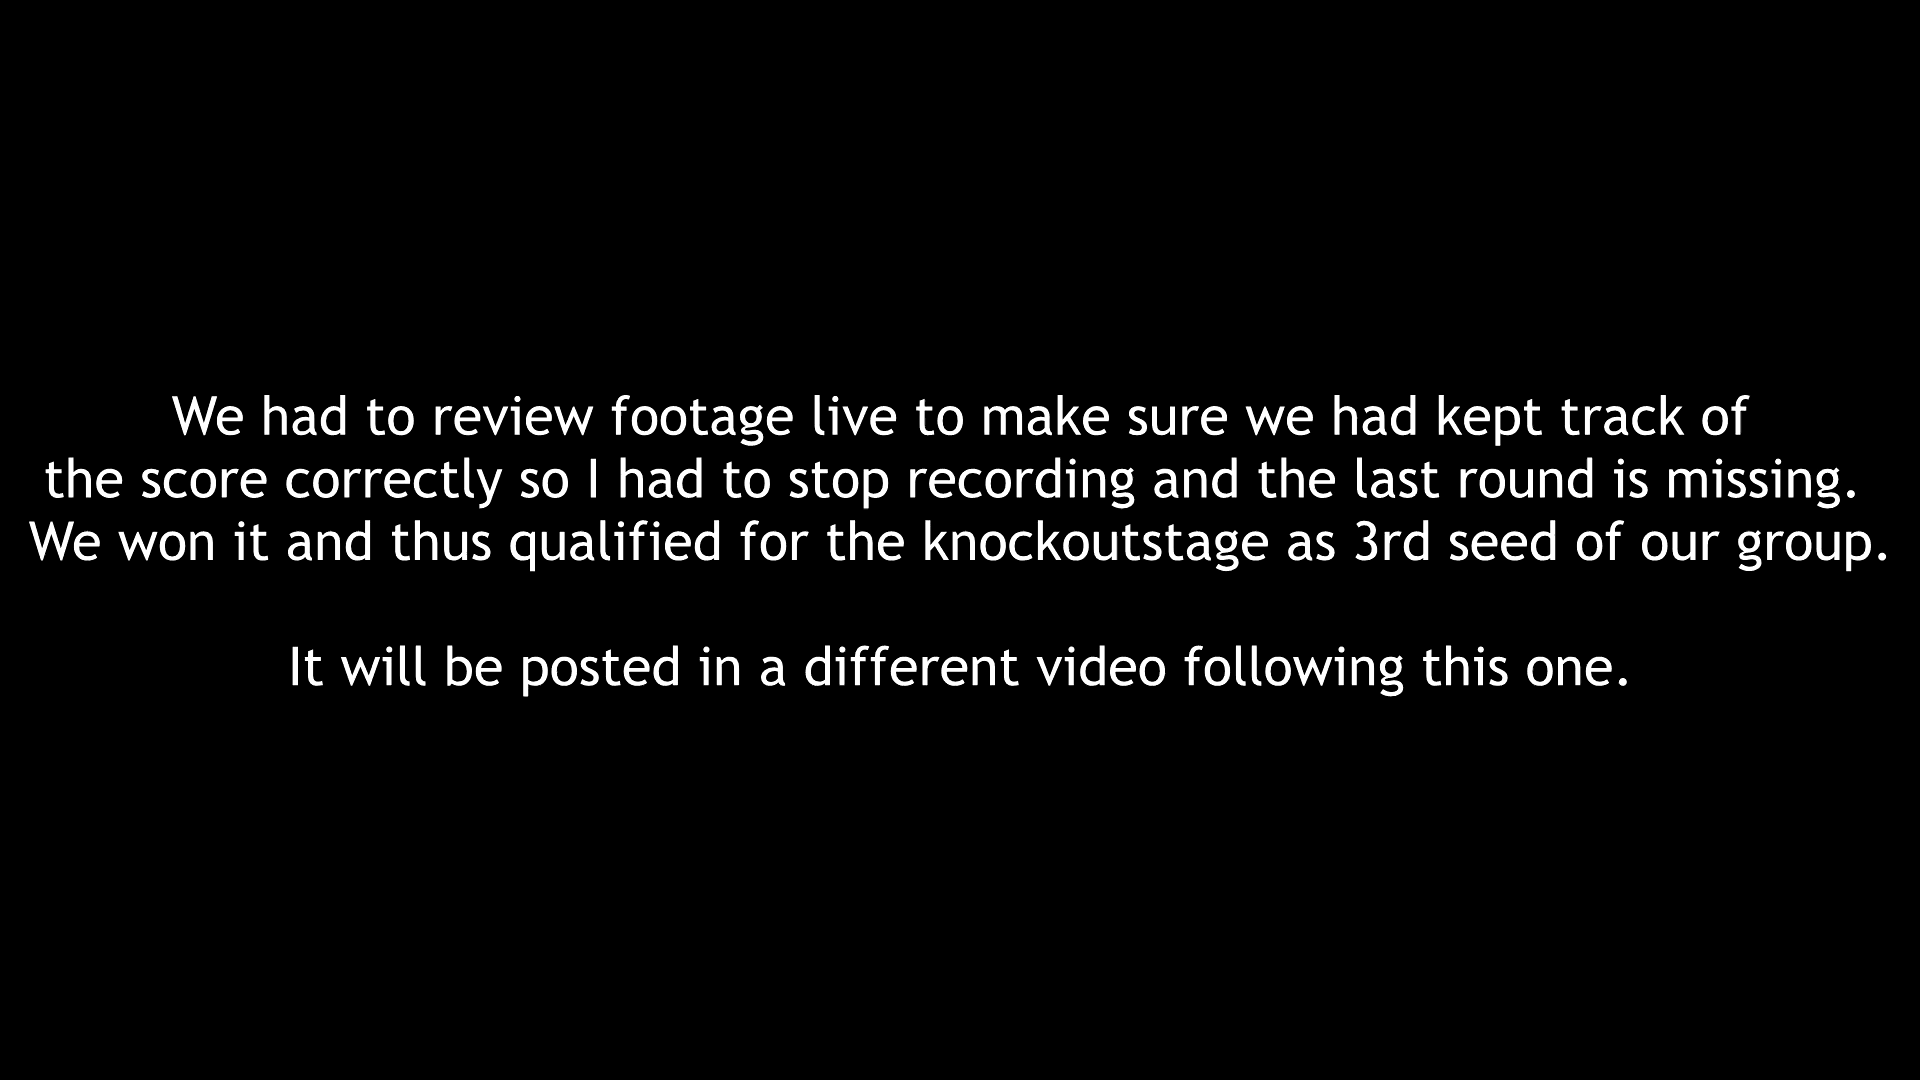 We had to review footage live to make sure we had kept track of
the score correctly so I had to stop recording and the last round is missing.
We won it and thus qualified for the knockoutstage as 3rd seed of our group.
It will be posted in a different video following this one.